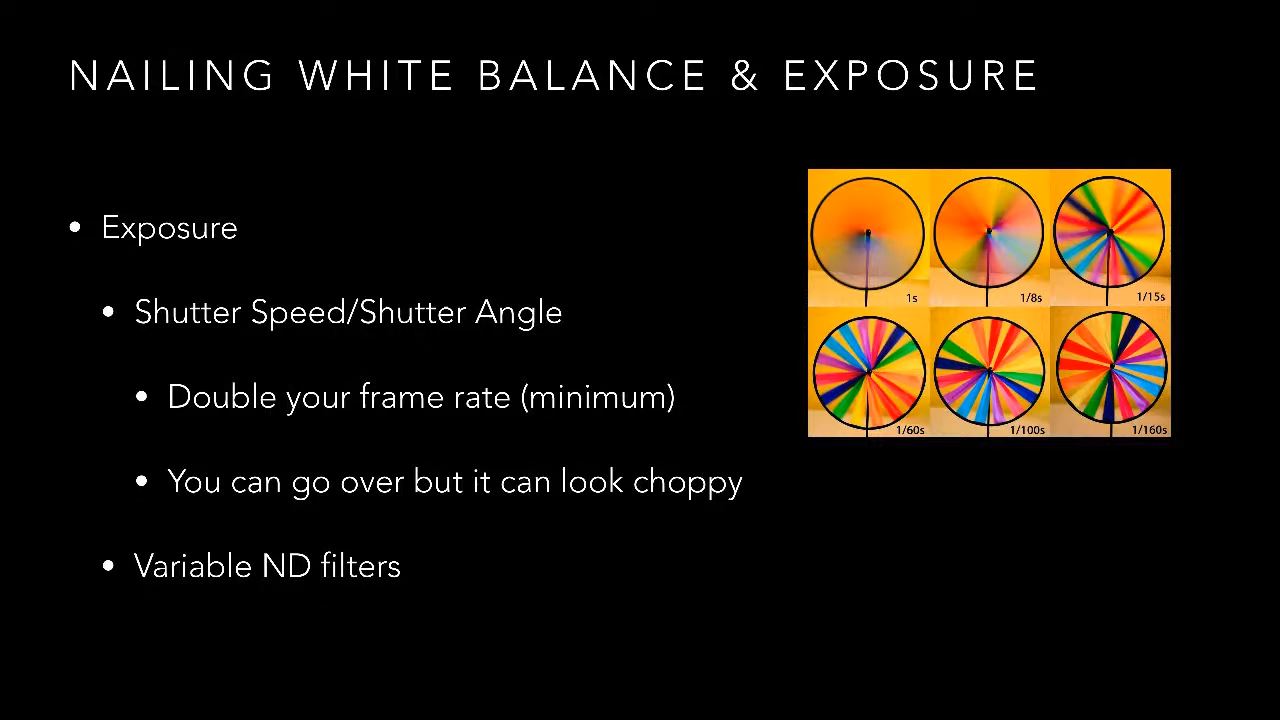 NAILING WHITE BALANCE & EXPOSURE
• Exposure
• Shutter Speed/Shutter Angle
• Double your frame rate (minimum)
• You can go over but it can look choppy
• Variable ND filters
1s
1/8s
1/15s
1/60s
1/100s
1/160s